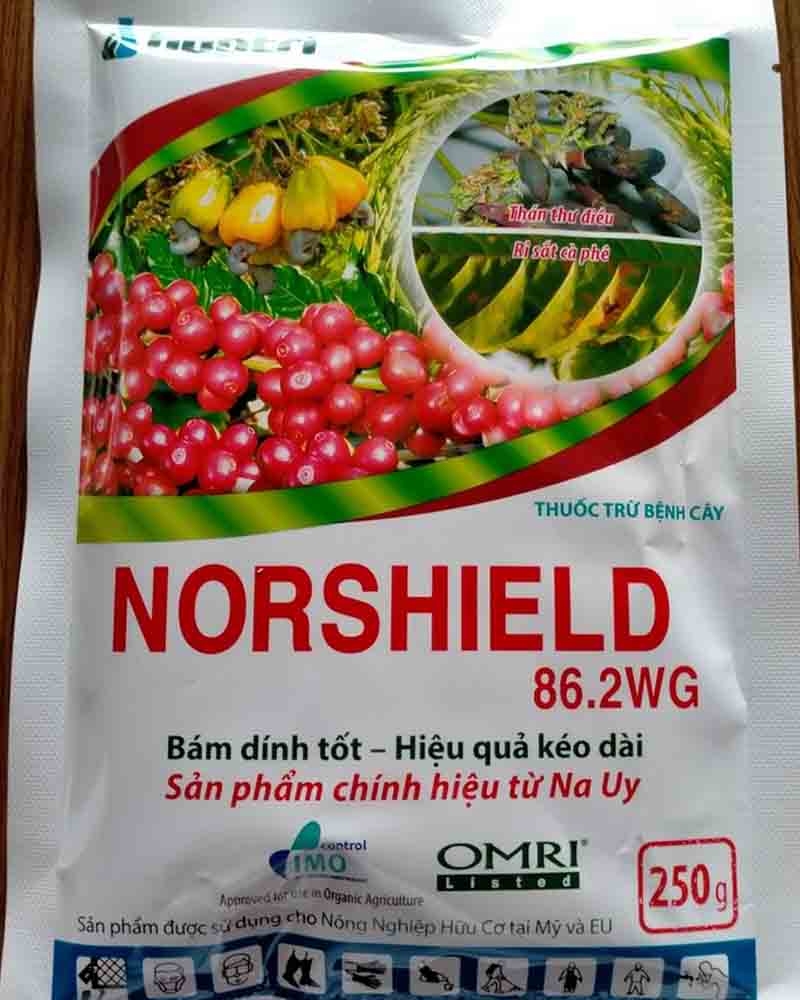 Thán thư điều
Rỉ sắt cà phê
THUỐC TRỪ BỆNH CÂY
NORSHIELD
86.2WG
Bám dính tốt – Hiệu quả kéo dài
Sản phẩm chính hiệu từ Na Uy
control
IMO
OMRI®
Listed
250g
Approved for use in Organic Agriculture
Sản phẩm được sử dụng cho Nông Nghiệp Hữu Cơ tại Mỹ và EU